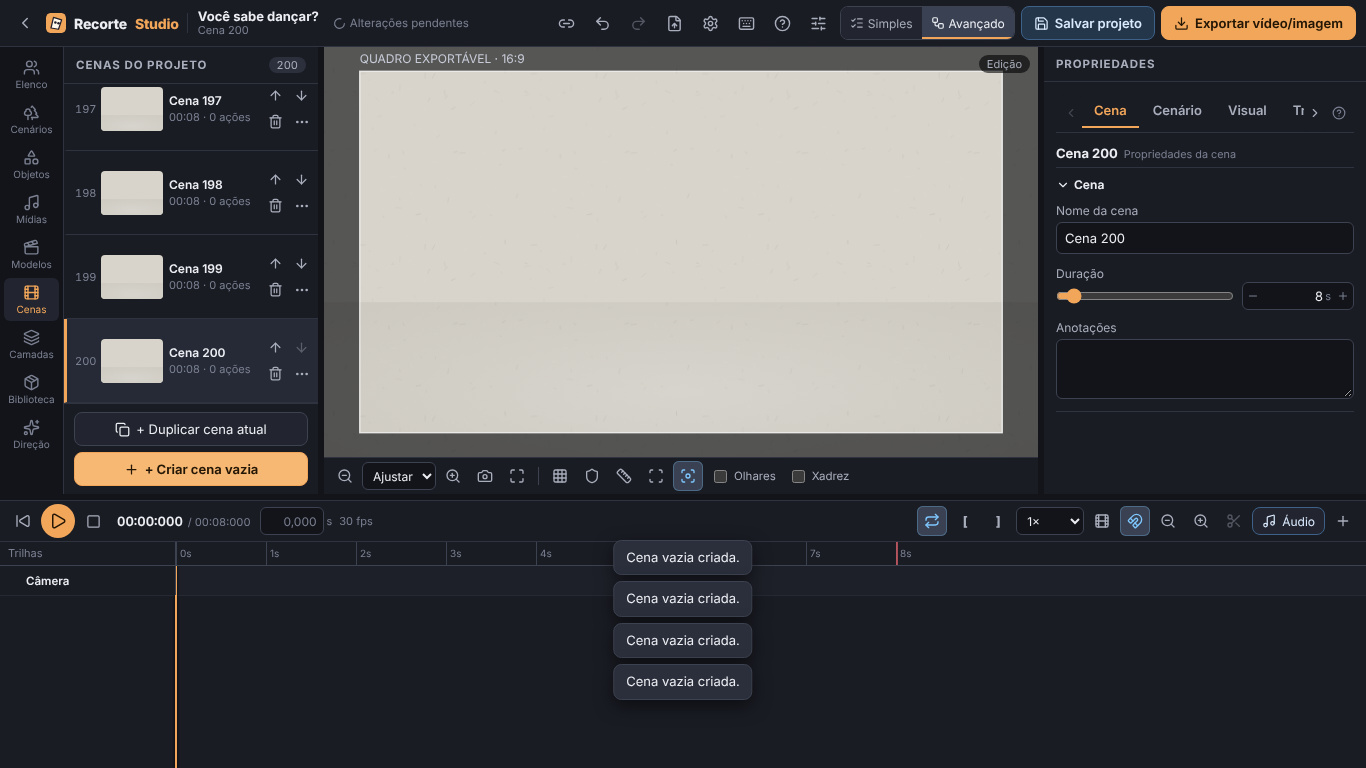 Recorte Studio
Você sabe dançar?
Cena 200
Alterações pendentes
Simples
Avançado
Salvar projeto
Exportar vídeo/imagem
Elenco
Cenários
Objetos
Mídias
Modelos
Cenas
Camadas
Biblioteca
Direção
CENAS DO PROJETO
200
197
Cena 197
00:08 · 0 ações
198
Cena 198
00:08 · 0 ações
199
Cena 199
00:08 · 0 ações
200
Cena 200
00:08 · 0 ações
+ Duplicar cena atual
+ Criar cena vazia
QUADRO EXPORTÁVEL · 16:9
Edição
Ajustar
Olhares
Xadrez
PROPRIEDADES
Cena
Cenário
Visual
Tr
Cena 200 Propriedades da cena
Cena
Nome da cena
Cena 200
Duração
8 s
Anotações
00:00:000 / 00:08:000
0,000 s
30 fps
[ ]
1×
Áudio
Trilhas
0s
1s
2s
3s
4s
7s
8s
Câmera
Cena vazia criada.
Cena vazia criada.
Cena vazia criada.
Cena vazia criada.